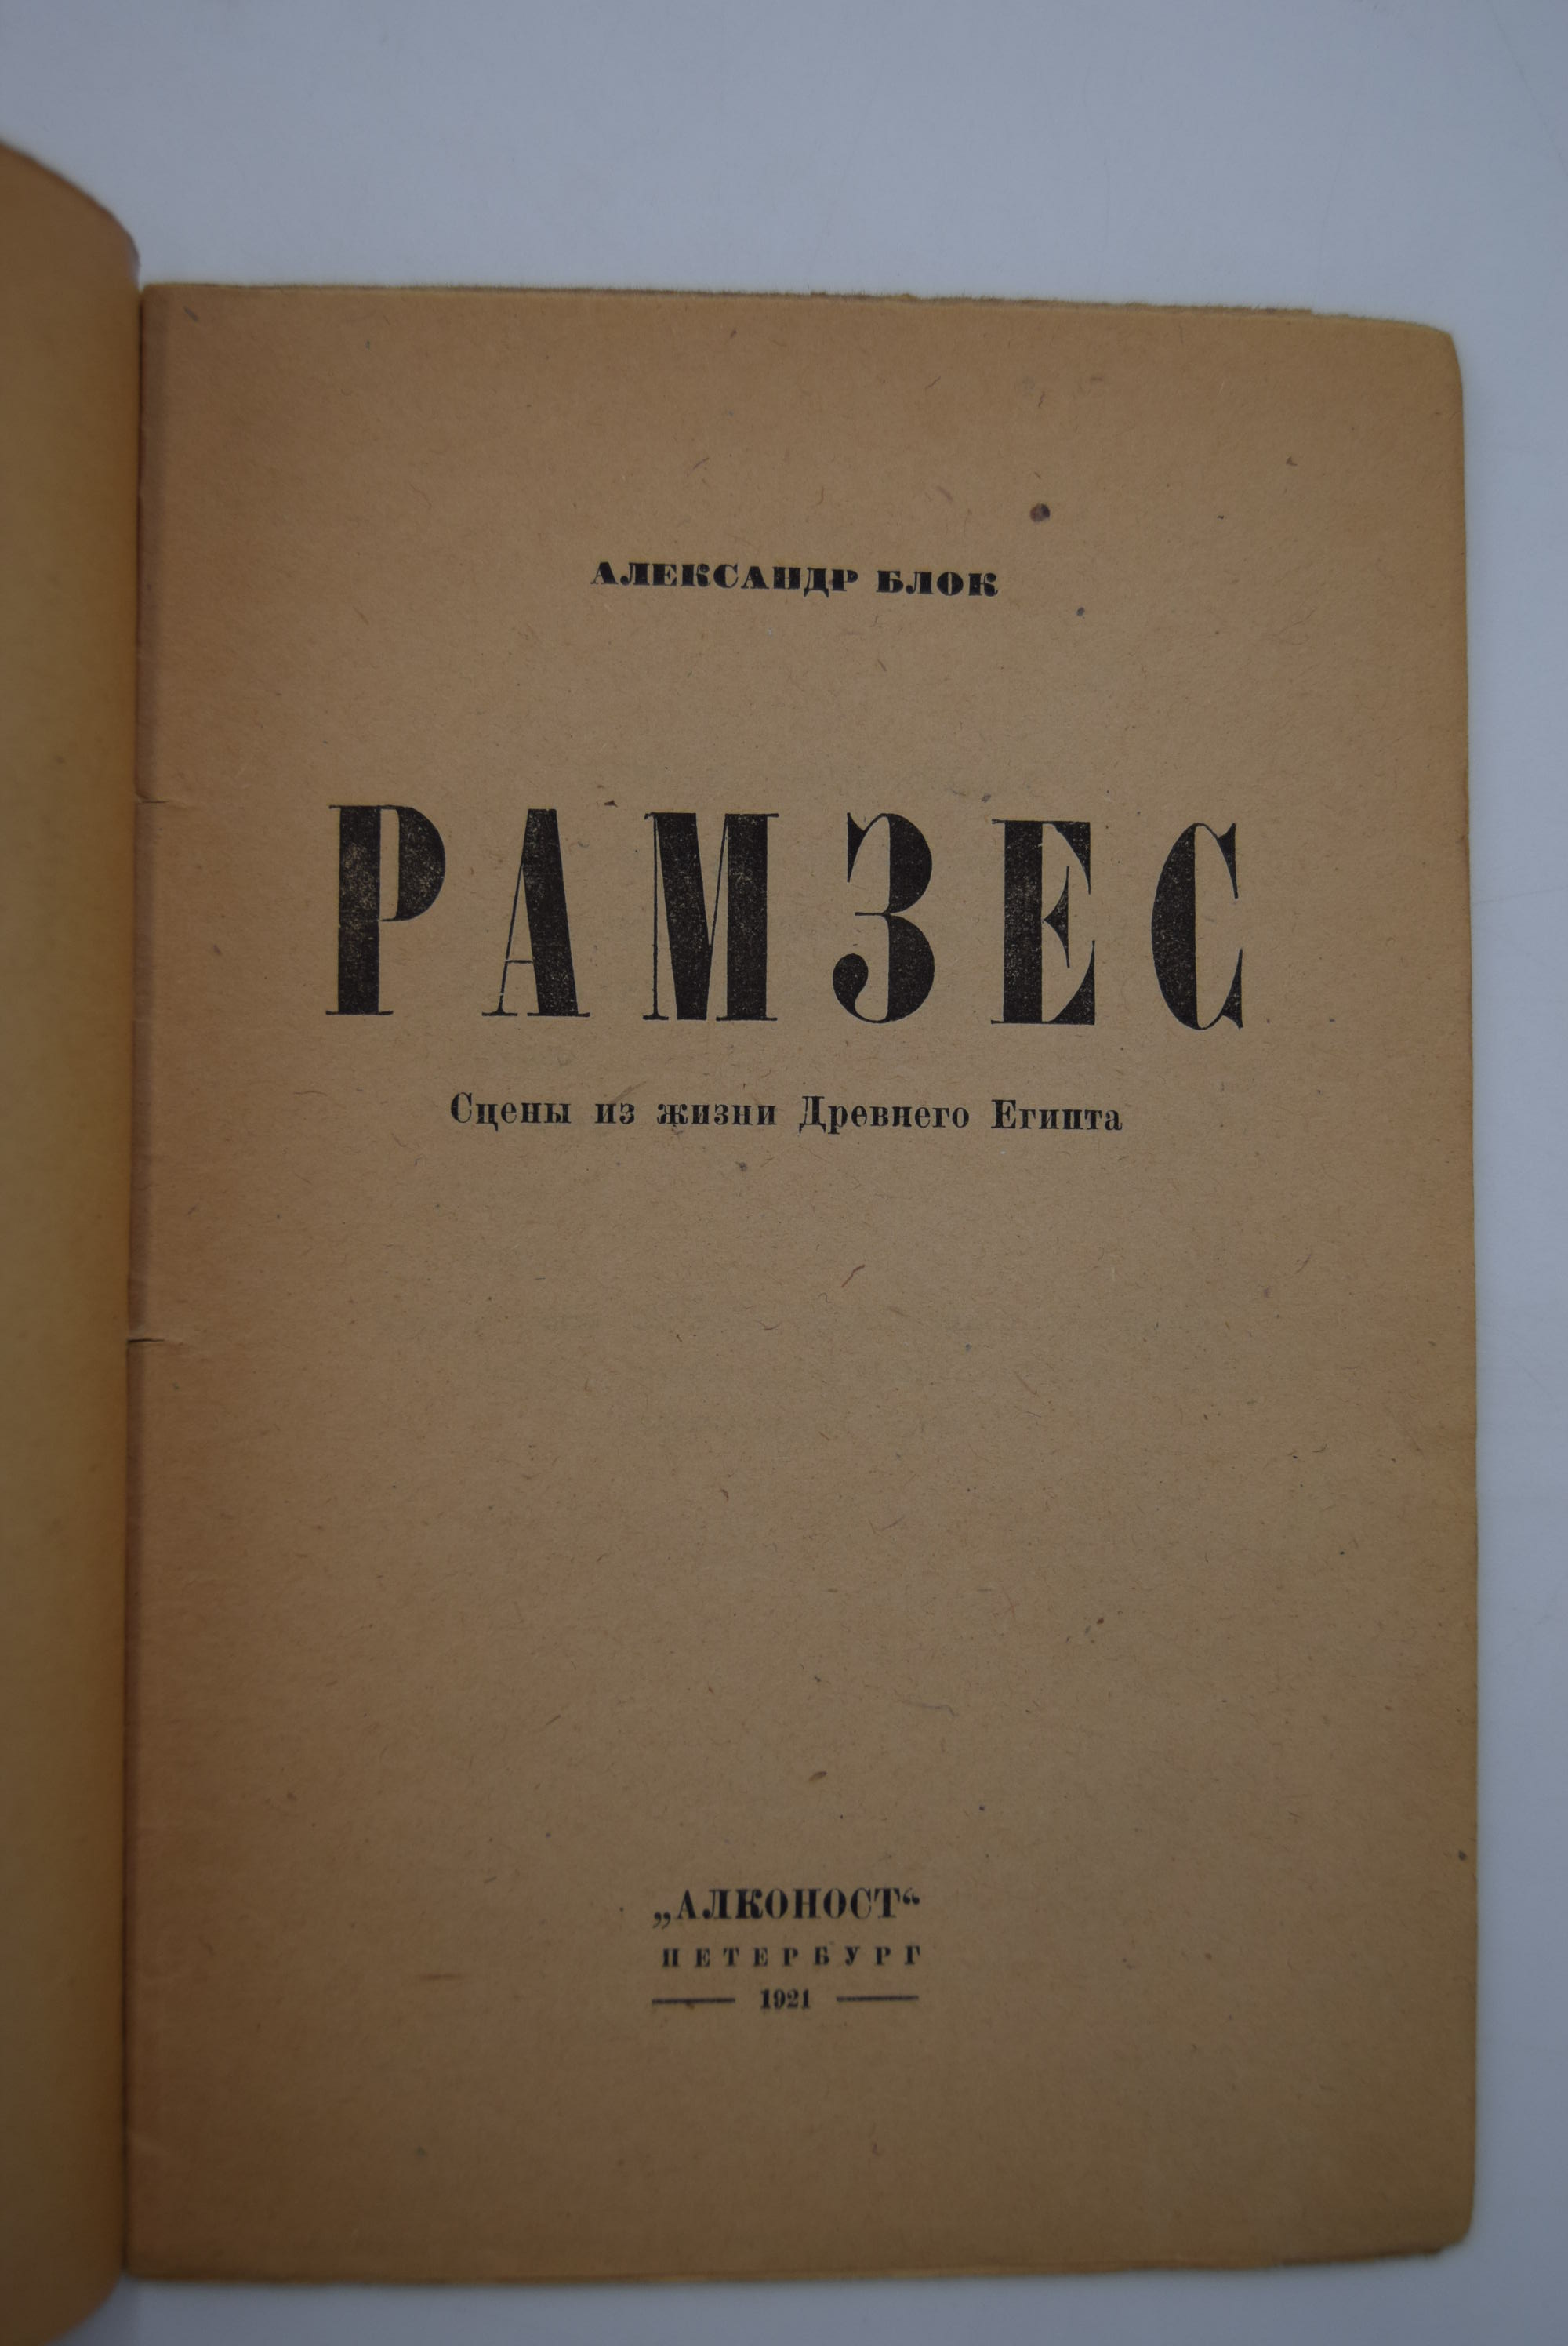 АЛЕКСАНДР БЛОК
РАМЗЕС
Сцены из жизни Древнего Египта
„АЛКОНОСТ“
ПЕТЕРБУРГ
— 1921 —